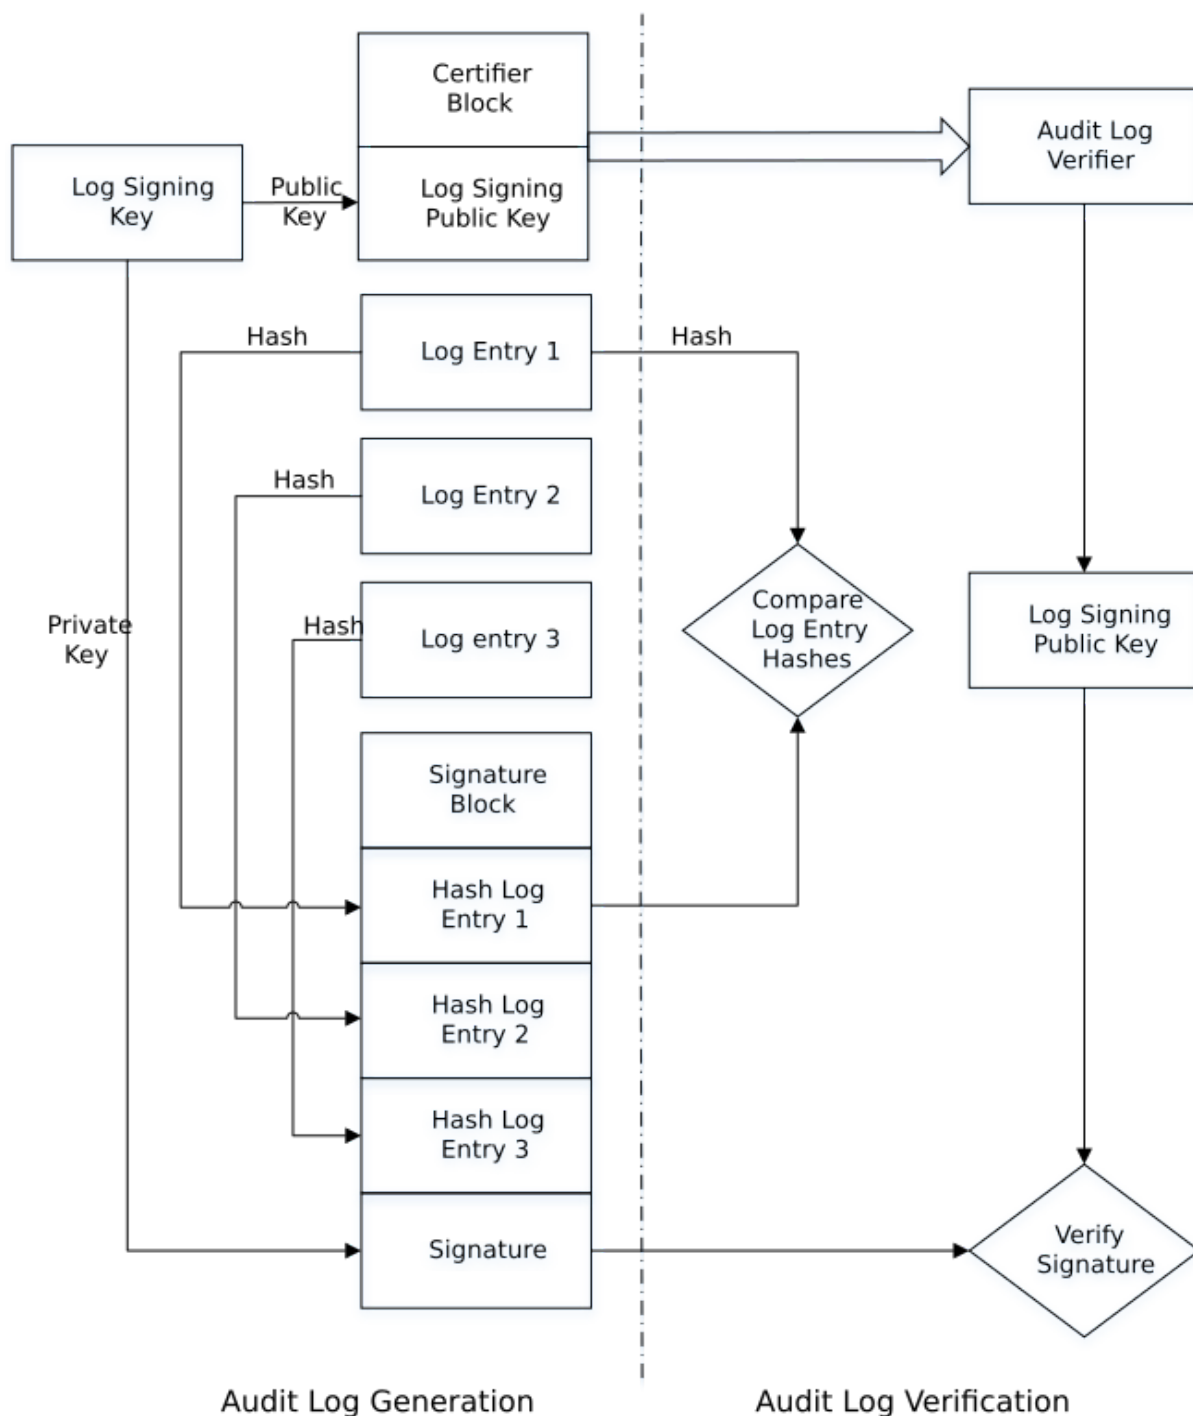 Certifier
Block
Audit Log
Verifier
Log Signing
Key
Public
Key
Log Signing
Public Key
Hash
Log Entry 1
Hash
Hash
Log Entry 2
Hash
Log entry 3
Private
Key
Compare
Log Entry
Hashes
Log Signing
Public Key
Signature
Block
Hash Log
Entry 1
Hash Log
Entry 2
Hash Log
Entry 3
Signature
Verify
Signature
Audit Log Generation
Audit Log Verification